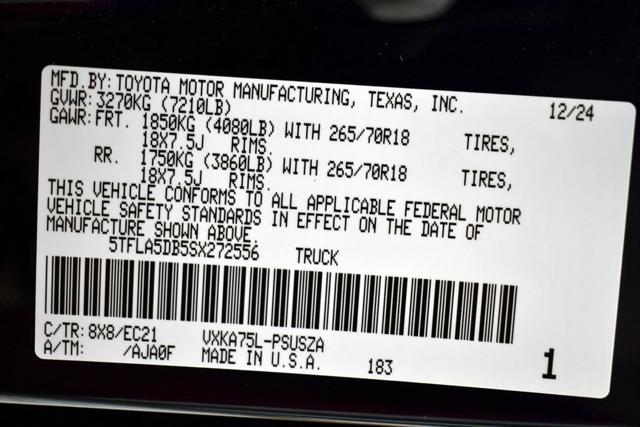 MFD. BY: TOYOTA MOTOR MANUFACTURING, TEXAS, INC. 12/24
GVWR: 3270KG (7210LB)
GAWR: FRT. 1850KG (4080LB) WITH 265/70R18 TIRES,
18X7.5J RIMS.
RR. 1750KG (3860LB) WITH 265/70R18 TIRES,
18X7.5J RIMS.
THIS VEHICLE CONFORMS TO ALL APPLICABLE FEDERAL MOTOR
VEHICLE SAFETY STANDARDS IN EFFECT ON THE DATE OF
MANUFACTURE SHOWN ABOVE.
5TFLA5DB5SX272556 TRUCK
C/TR: 8X8/EC21 VXKA75L-PSUSZA
A/TM: /AJA0F MADE IN U.S.A. 183 1